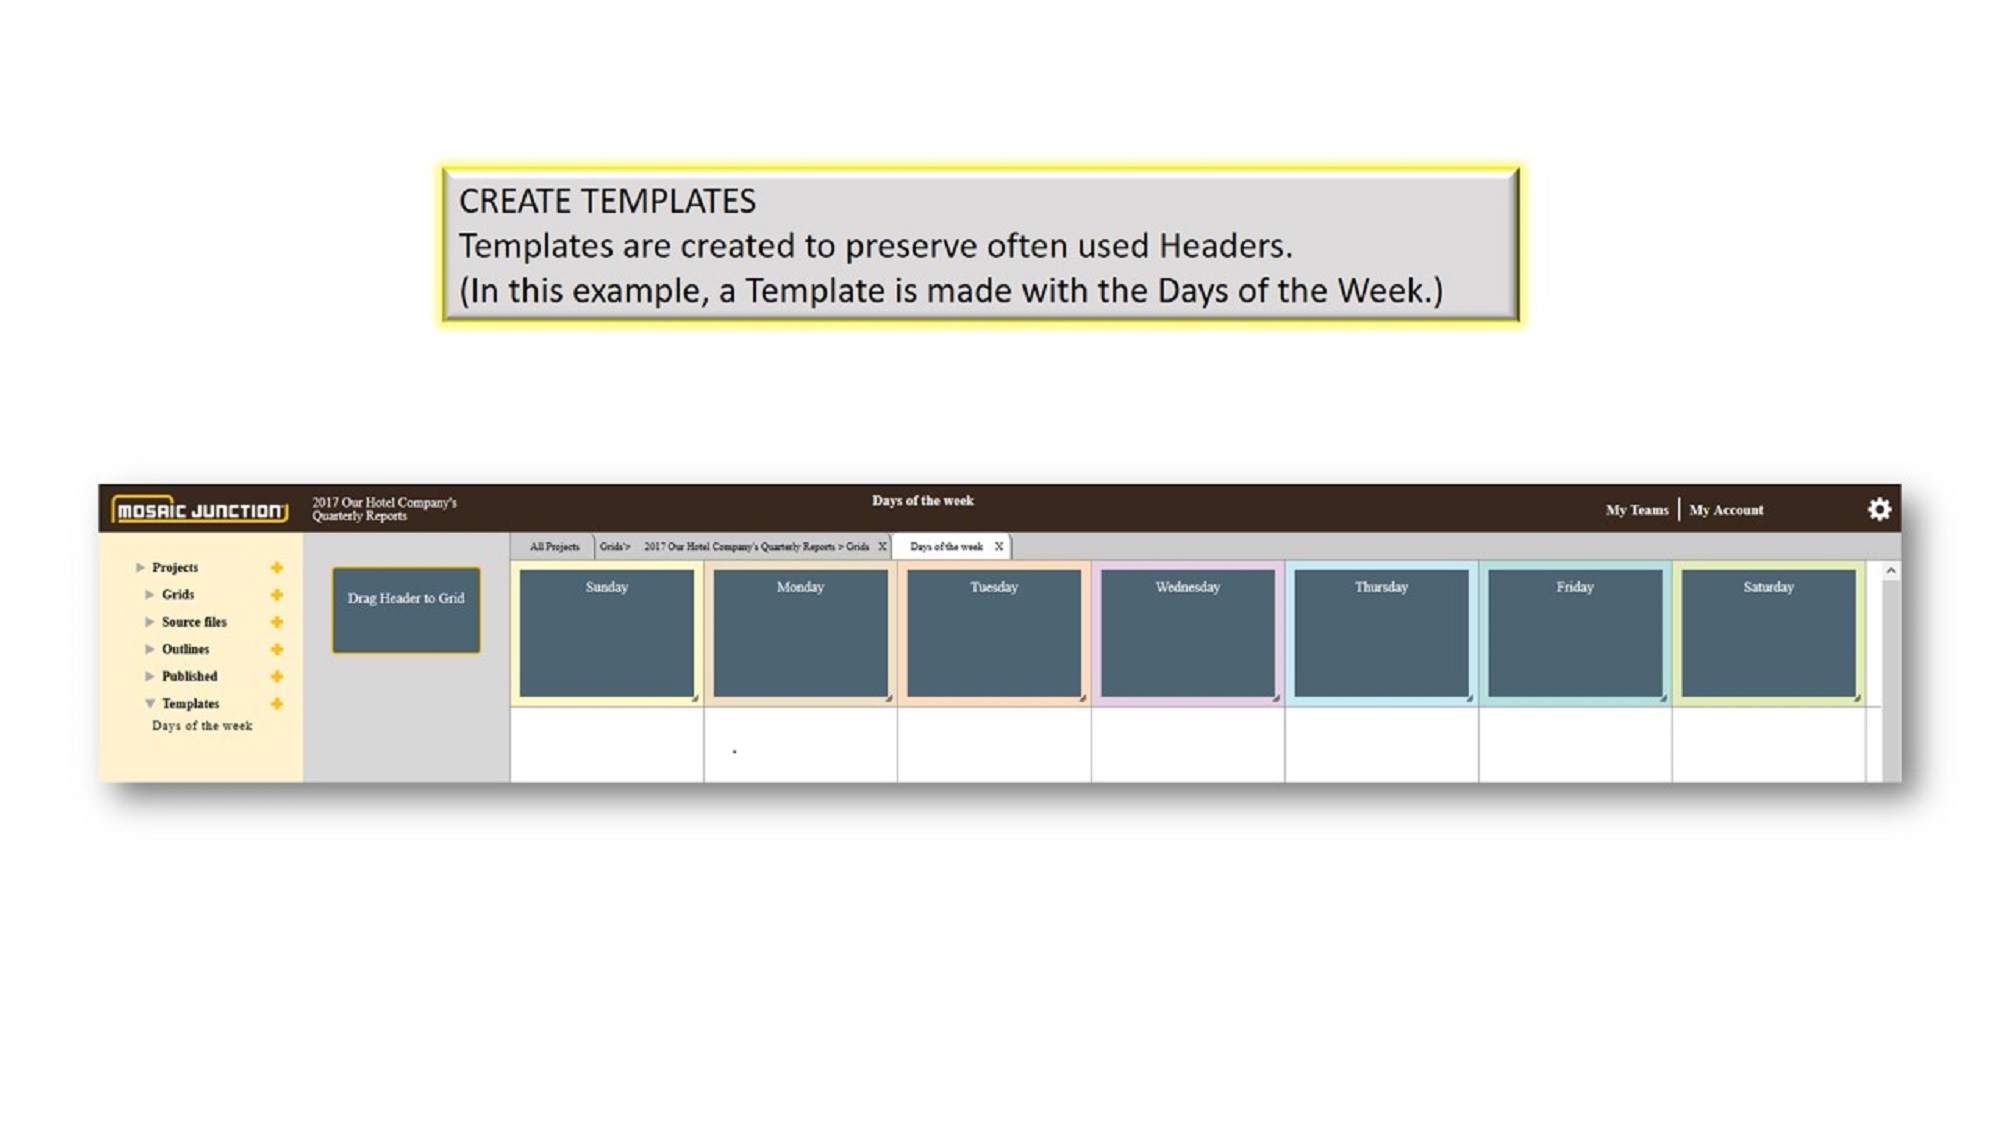 CREATE TEMPLATES
Templates are created to preserve often used Headers.
(In this example, a Template is made with the Days of the Week.)
MOSAIC JUNCTION
2017 Our Hotel Company's
Quarterly Reports
Days of the week
My Teams
My Account
All Projects
Grids >
2017 Our Hotel Company's Quarterly Reports > Grids X
Days of the week X
Projects
Grids
Source files
Outlines
Published
Templates
Days of the week
Drag Header to Grid
Sunday
Monday
Tuesday
Wednesday
Thursday
Friday
Saturday